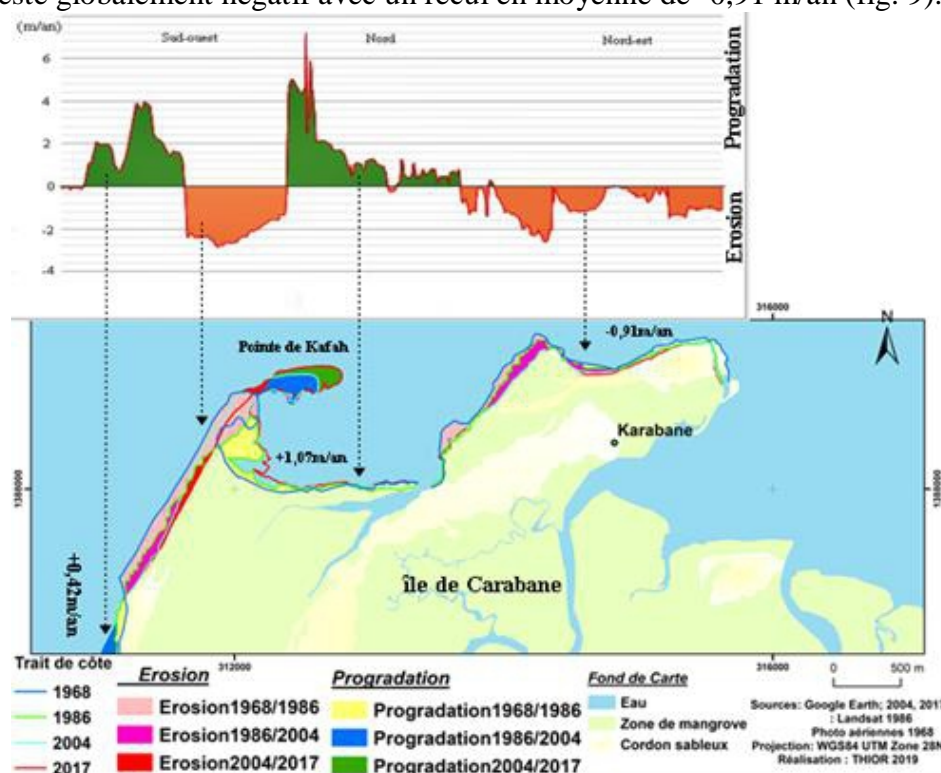 este globalement négatif avec un recul en moyenne de -0,91 m/an (fig. 9).
(m/an)
Sud-ouest Nord Nord-est
6
4
2
0
-2
-4
Progradation
Erosion
316000
N
-0,91m/an
Pointe de Kafah
Karabane
+1,07m/an
1388000
1388000
+0,42m/an
île de Carabane
312000
316000
Trait de côte
1968
1986
2004
2017
Erosion
Erosion1968/1986
Erosion1986/2004
Erosion2004/2017
Progradation
Progradation1968/1986
Progradation1986/2004
Progradation2004/2017
Fond de Carte
Eau
Zone de mangrove
Cordon sableux
0 500 m
Sources: Google Earth; 2004, 2017
: Landsat 1986
Photo aériennes 1968
Projection: WGS84 UTM Zone 28N
Réalisation : THIOR 2019